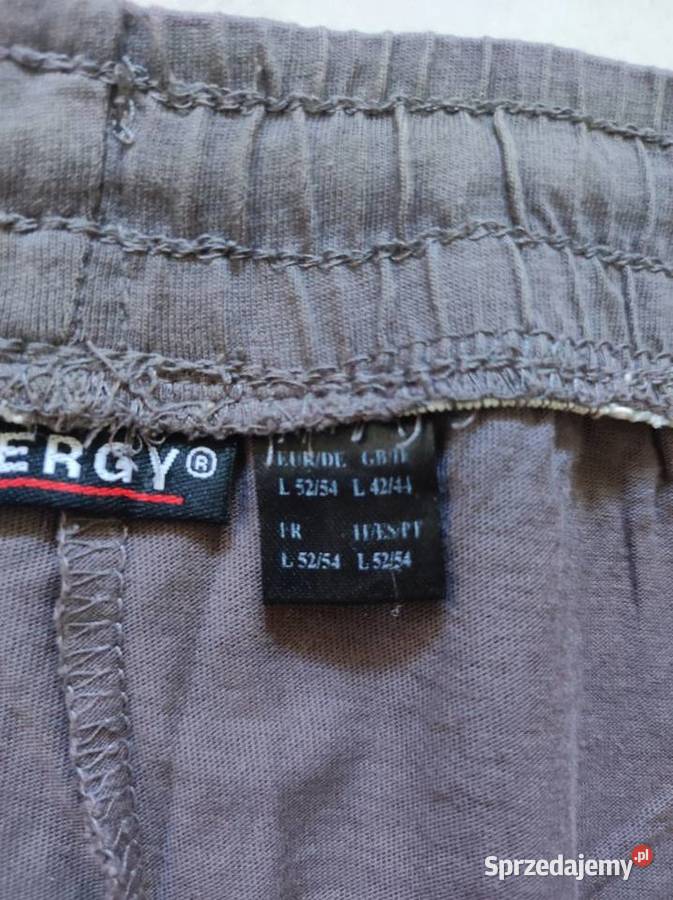 ERGY®
EUR/DE GB/IE
L 52/54 L 42/44
FR IT/ES/PT
L 52/54 L 52/54
Sprzedajemy.pl